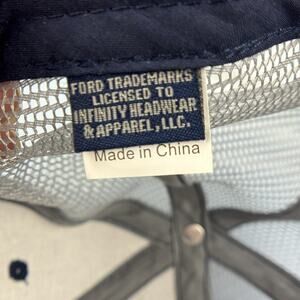 FORD TRADEMARKS
LICENSED TO
INFINITY HEADWEAR
& APPAREL, LLC.
Made in China